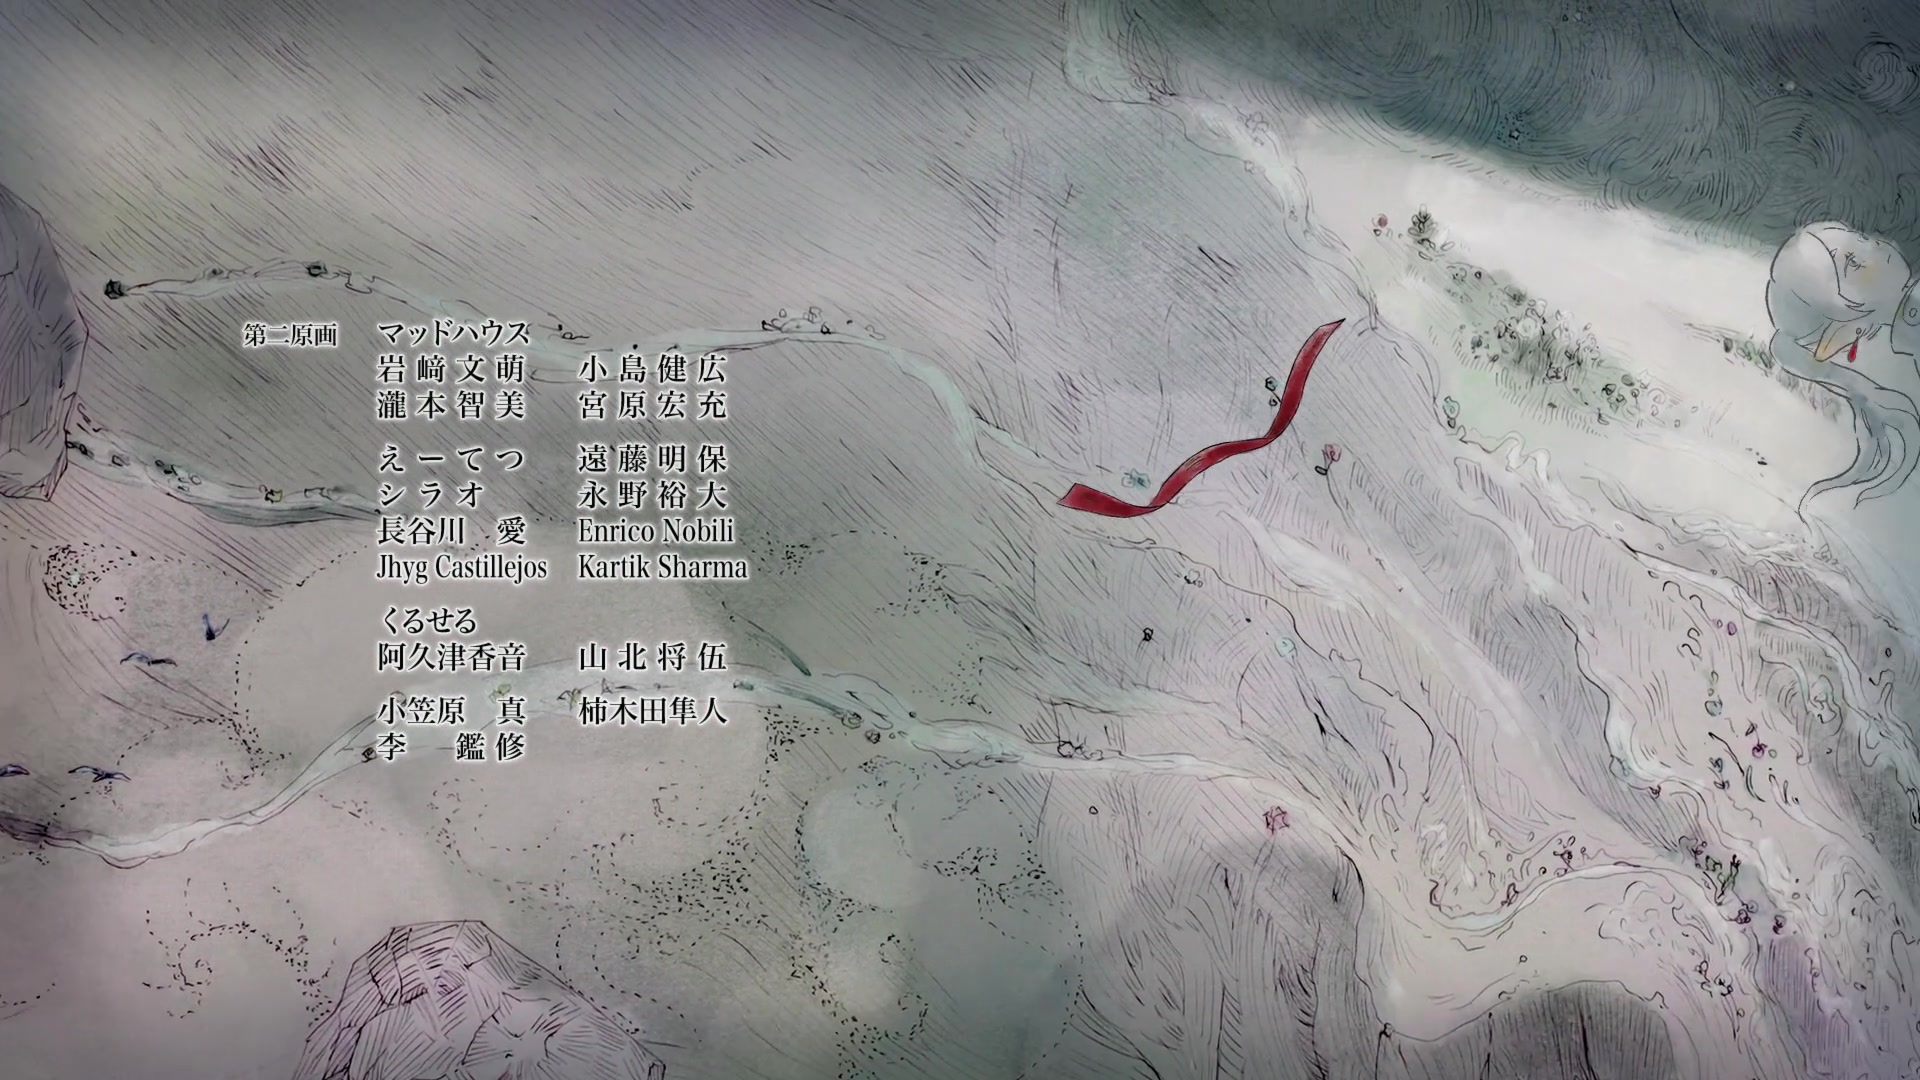 第二原画 マッドハウス
岩﨑文萌 小島健広
瀧本智美 宮原宏充
えーてつ 遠藤明保
シラオ 永野裕大
長谷川 愛 Enrico Nobili
Jhyg Castillejos Kartik Sharma
くるせる
阿久津香音 山北将伍
小笠原 真 柿木田隼人
李 鑑修